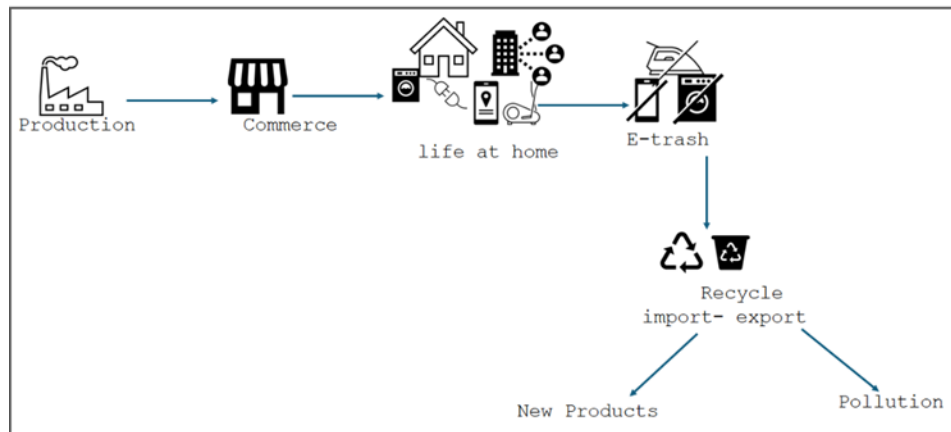 Production
Commerce
life at home
E-trash
Recycle
import- export
New Products
Pollution